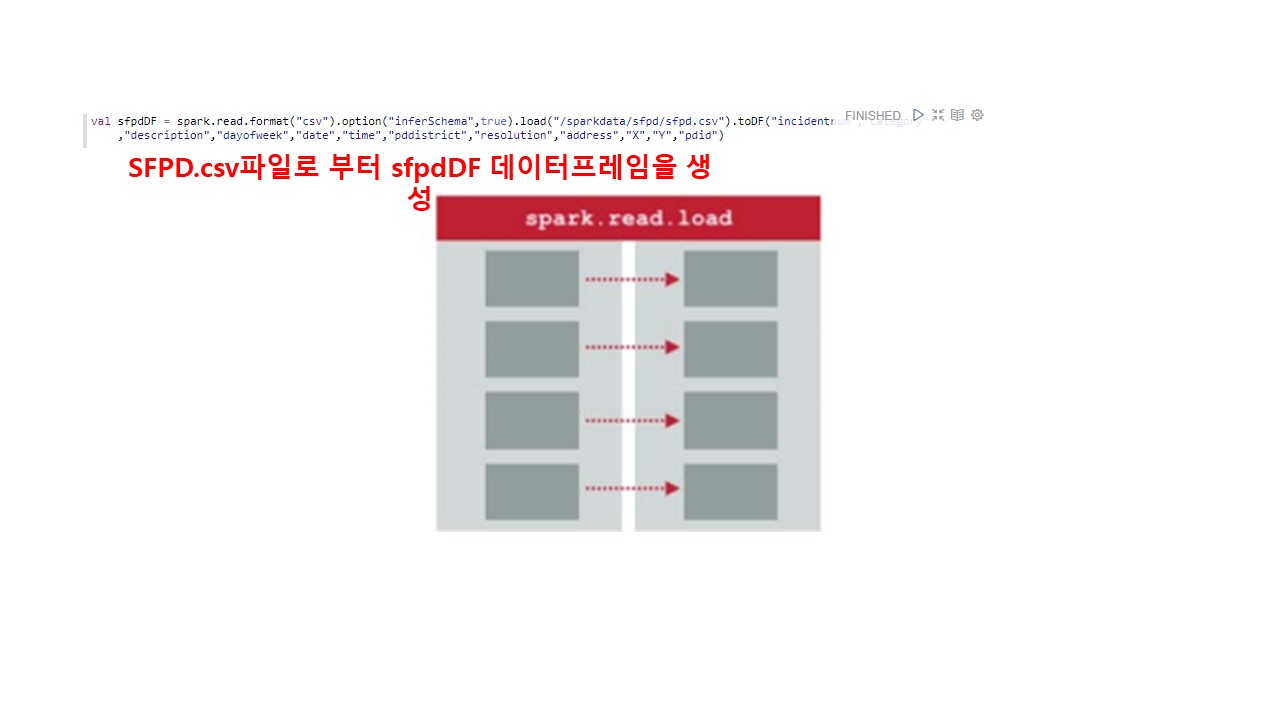 val sfpdDF = spark.read.format("csv").option("inferSchema",true).load("/sparkdata/sfpd/sfpd.csv").toDF("incidentnum","category"
FINISHED
,"description","dayofweek","date","time","pddistrict","resolution","address","X","Y","pdid")
SFPD.csv파일로 부터 sfpdDF 데이터프레임을 생
성
spark.read.load